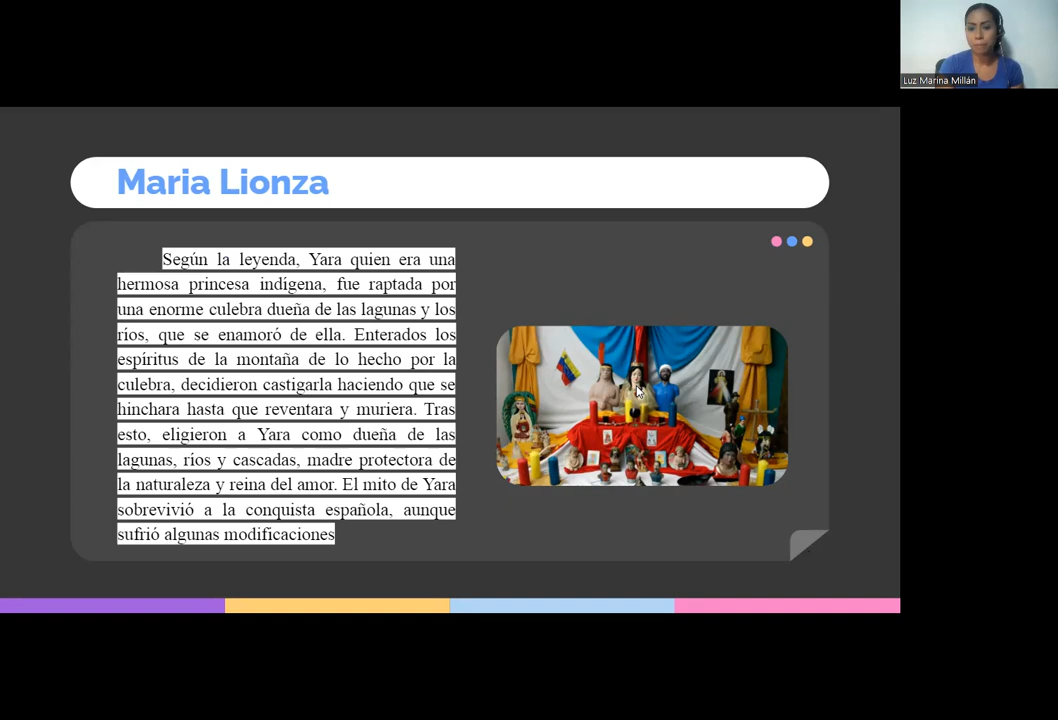 Luz Marina Millán
Maria Lionza
Según la leyenda, Yara quien era una
hermosa princesa indígena, fue raptada por
una enorme culebra dueña de las lagunas y los
ríos, que se enamoró de ella. Enterados los
espíritus de la montaña de lo hecho por la
culebra, decidieron castigarla haciendo que se
hinchara hasta que reventara y muriera. Tras
esto, eligieron a Yara como dueña de las
lagunas, ríos y cascadas, madre protectora de
la naturaleza y reina del amor. El mito de Yara
sobrevivió a la conquista española, aunque
sufrió algunas modificaciones